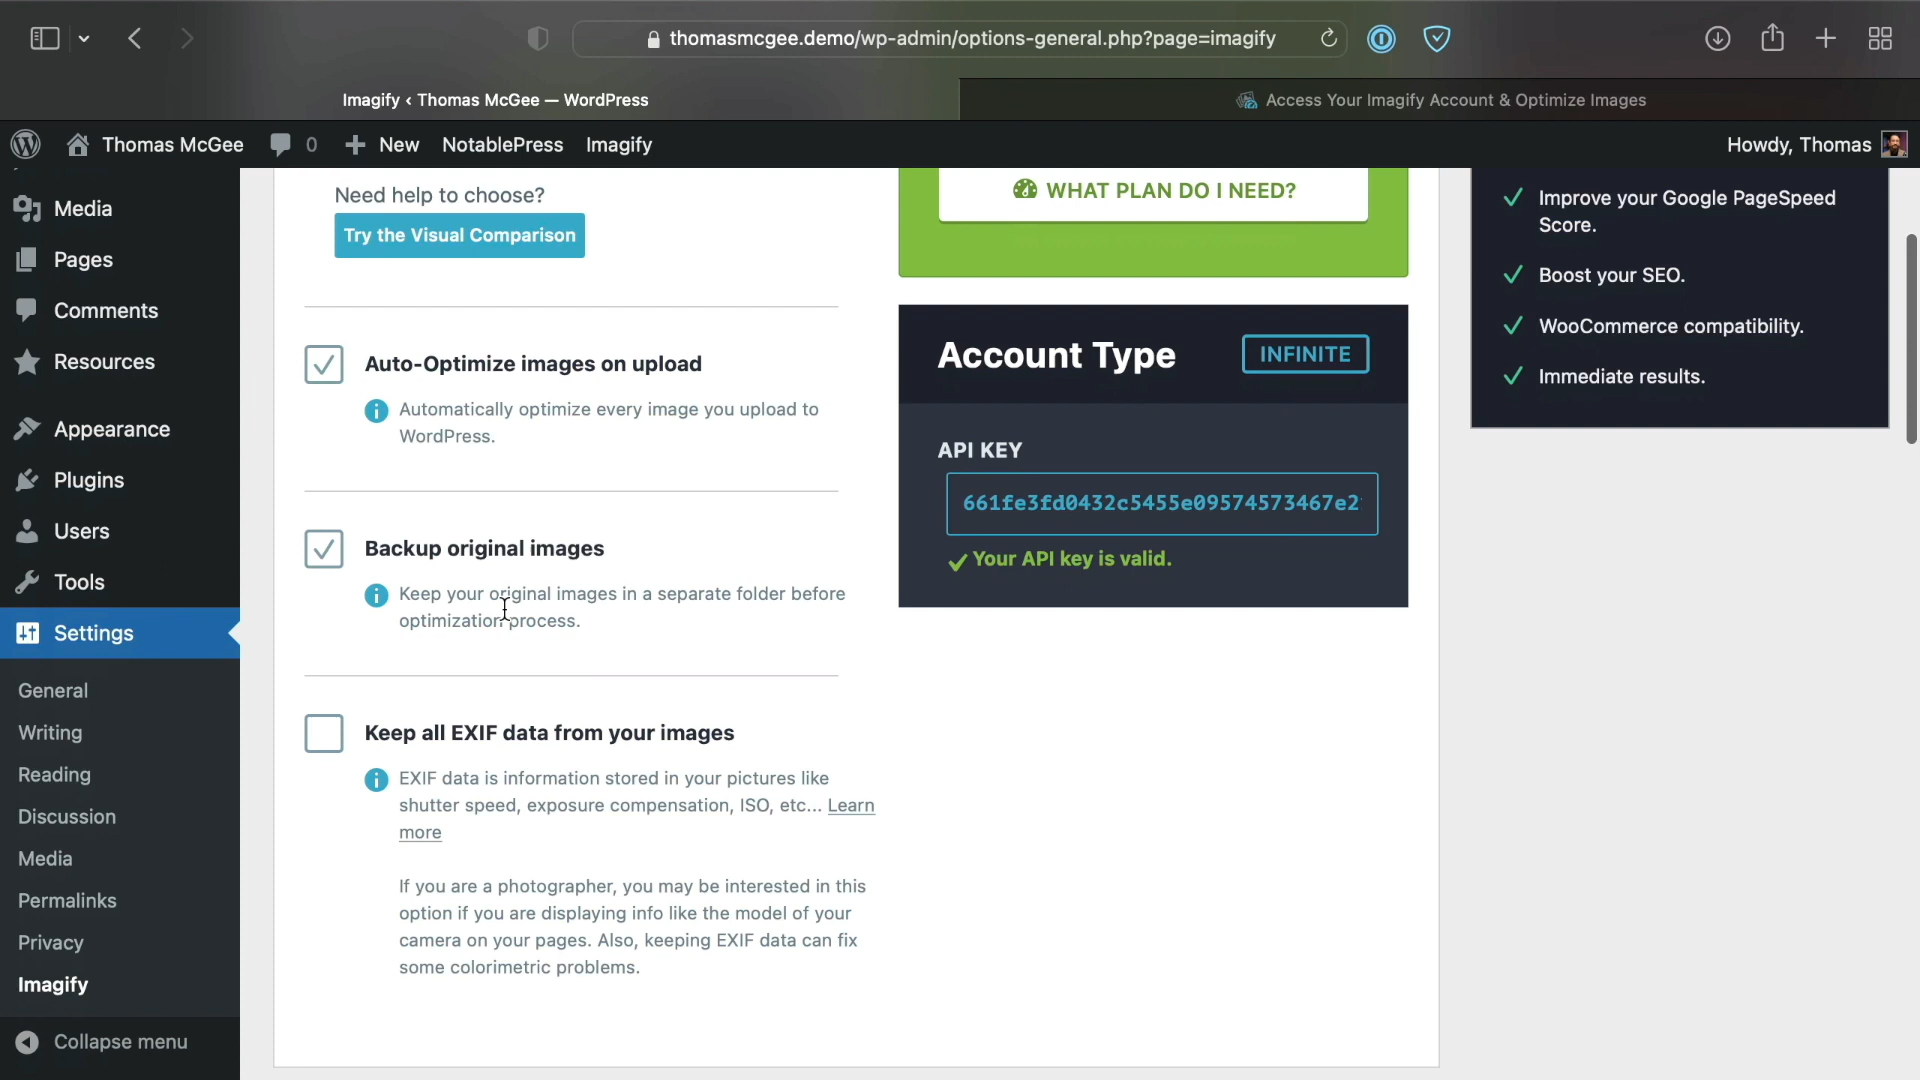 thomasmcgee.demo/wp-admin/options-general.php?page=imagify
Imagify ‹ Thomas McGee — WordPress
Access Your Imagify Account & Optimize Images
Thomas McGee
0
New
NotablePress
Imagify
Howdy, Thomas
Media
Pages
Comments
Resources
Appearance
Plugins
Users
Tools
Settings
General
Writing
Reading
Discussion
Media
Permalinks
Privacy
Imagify
Collapse menu
Need help to choose?
Try the Visual Comparison
Auto-Optimize images on upload
Automatically optimize every image you upload to
WordPress.
Backup original images
Keep your original images in a separate folder before
optimization process.
Keep all EXIF data from your images
EXIF data is information stored in your pictures like
shutter speed, exposure compensation, ISO, etc... Learn
more
If you are a photographer, you may be interested in this
option if you are displaying info like the model of your
camera on your pages. Also, keeping EXIF data can fix
some colorimetric problems.
WHAT PLAN DO I NEED?
Account Type
INFINITE
API KEY
661fe3fd0432c5455e09574573467e2
Your API key is valid.
Improve your Google PageSpeed
Score.
Boost your SEO.
WooCommerce compatibility.
Immediate results.